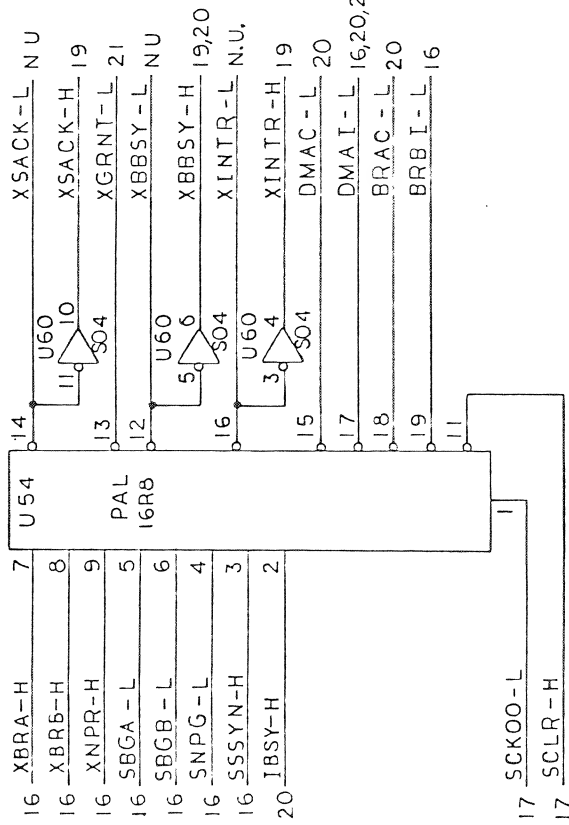 16 XBRA-H 7
16 XBRB-H 8
16 XNPR-H 9
16 SBGA-L 5
16 SBGB-L 6
16 SNPG-L 4
16 SSSYN-H 3
20 IBSY-H 2
17 SCK00-L 1
17 SCLR-H 11
U54
PAL
16R8
14 XSACK-L NU
U60
11 10 XSACK-H 19
S04
13 XGRNT-L 21
12 XBBSY-L NU
U60
5 6 XBBSY-H 19,20
S04
16 XINTR-L N.U.
U60
3 4 XINTR-H 19
S04
15 DMAC-L 20
17 DMAI-L 16,20,2
18 BRAC-L 20
19 BRBI-L 16